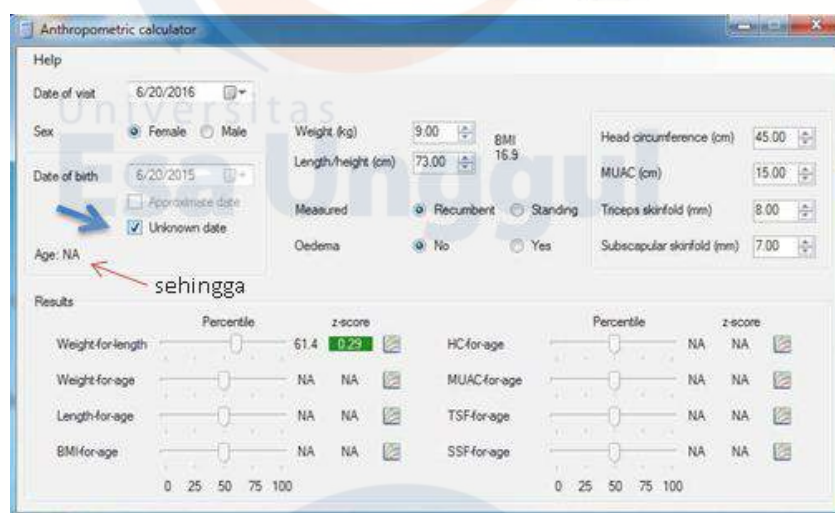 Anthropometric calculator
Help
Date of visit 6/20/2016
Sex Female Male
Date of birth 6/20/2015
Approximate date
Unknown date
Age: NA
sehingga
Weight (kg) 9.00
Length/height (cm) 73.00
BMI
16.9
Measured Recumbent Standing
Oedema No Yes
Head circumference (cm) 45.00
MUAC (cm) 15.00
Triceps skinfold (mm) 8.00
Subscapular skinfold (mm) 7.00
Universitas
Esa Unggul
Results
Percentile z-score
Weight-for-length 61.4 0.29
Weight-for-age NA NA
Length-for-age NA NA
BMI-for-age NA NA
0 25 50 75 100
Percentile z-score
HC-for-age NA NA
MUAC-for-age NA NA
TSF-for-age NA NA
SSF-for-age NA NA
0 25 50 75 100